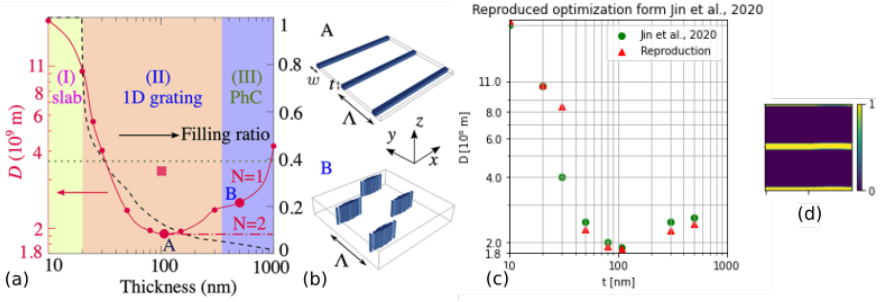 (I)
slab
(II)
1D grating
(III)
PhC
Filling ratio
N=1
B
N=2
A
D (10⁹ m)
11
8
6
4
2
1.8
1
0.8
0.6
0.4
0.2
0
10
100
1000
Thickness (nm)
(a)
A
w
t
Λ
z
y
x
B
Λ
(b)
Reproduced optimization form Jin et al., 2020
Jin et al., 2020
Reproduction
D [10⁹ m]
11.0
8.0
6.0
4.0
2.0
1.8
10
100
1000
t [nm]
(c)
1
0
(d)